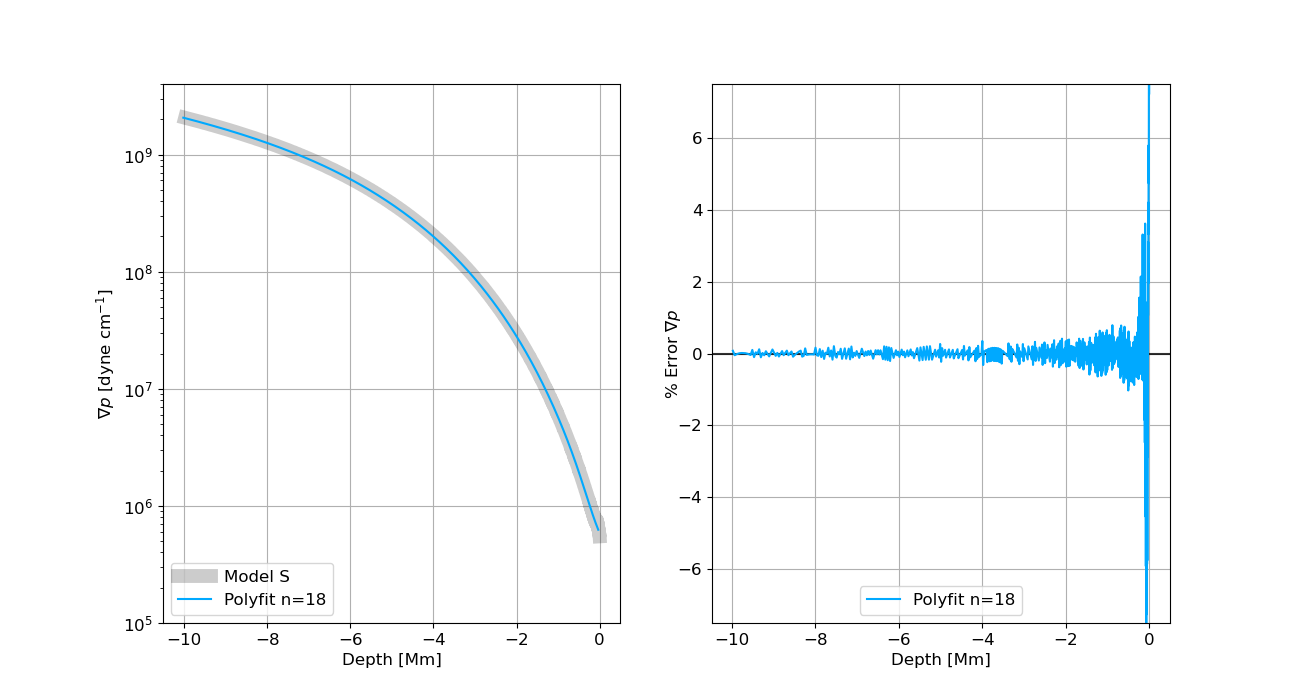 10⁹
10⁸
10⁷
10⁶
10⁵
∇p [dyne cm⁻¹]
Model S
Polyfit n=18
−10 −8 −6 −4 −2 0
Depth [Mm]
6
4
2
0
−2
−4
−6
% Error ∇p
Polyfit n=18
−10 −8 −6 −4 −2 0
Depth [Mm]